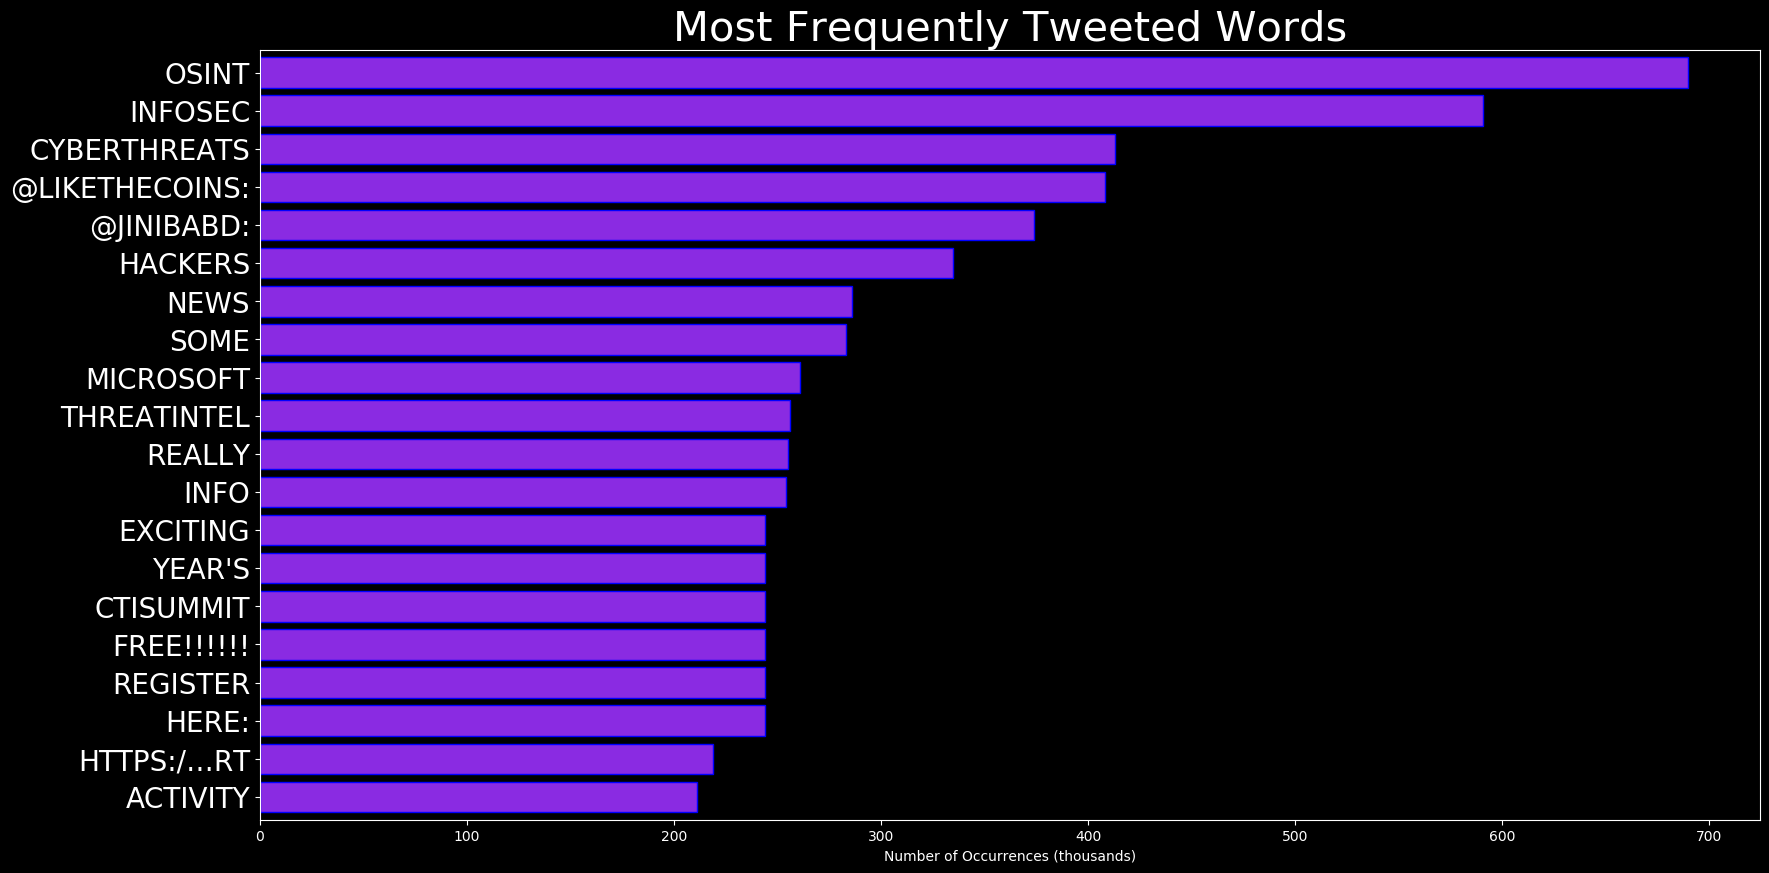 Most Frequently Tweeted Words
OSINT
INFOSEC
CYBERTHREATS
@LIKETHECOINS:
@JINIBABD:
HACKERS
NEWS
SOME
MICROSOFT
THREATINTEL
REALLY
INFO
EXCITING
YEAR'S
CTISUMMIT
FREE!!!!!!
REGISTER
HERE:
HTTPS:/…RT
ACTIVITY
0 100 200 300 400 500 600 700
Number of Occurrences (thousands)